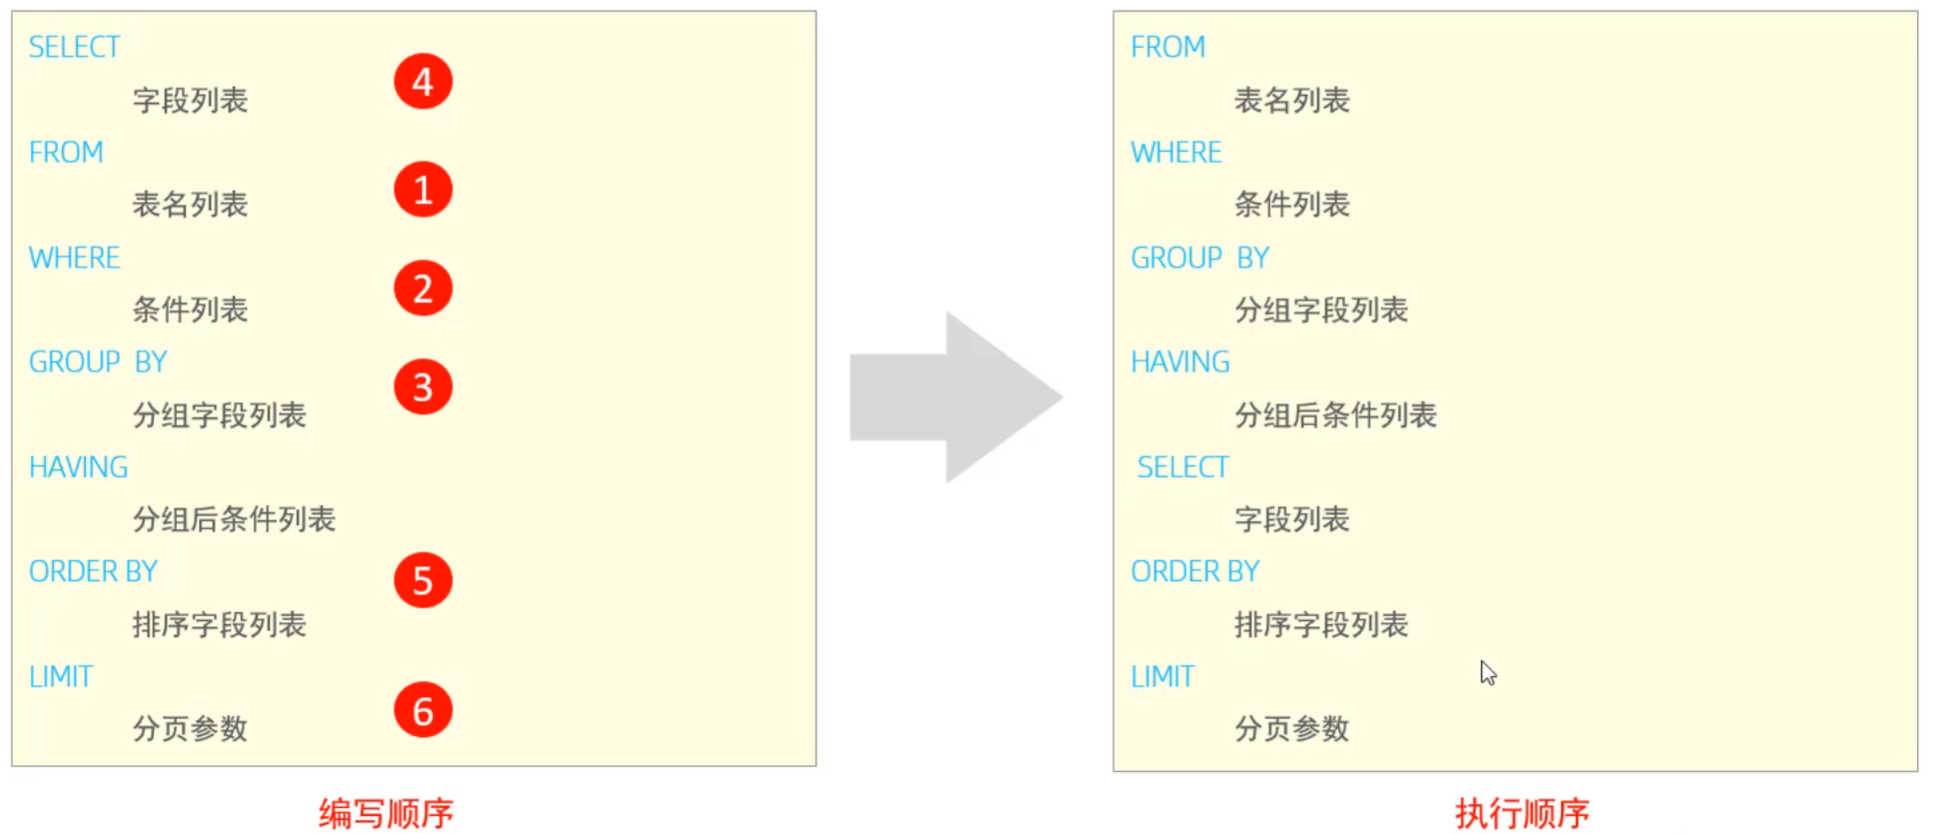 SELECT
字段列表
4
FROM
表名列表
1
WHERE
条件列表
2
GROUP BY
分组字段列表
3
HAVING
分组后条件列表
ORDER BY
排序字段列表
5
LIMIT
分页参数
6
编写顺序
FROM
表名列表
WHERE
条件列表
GROUP BY
分组字段列表
HAVING
分组后条件列表
SELECT
字段列表
ORDER BY
排序字段列表
LIMIT
分页参数
执行顺序